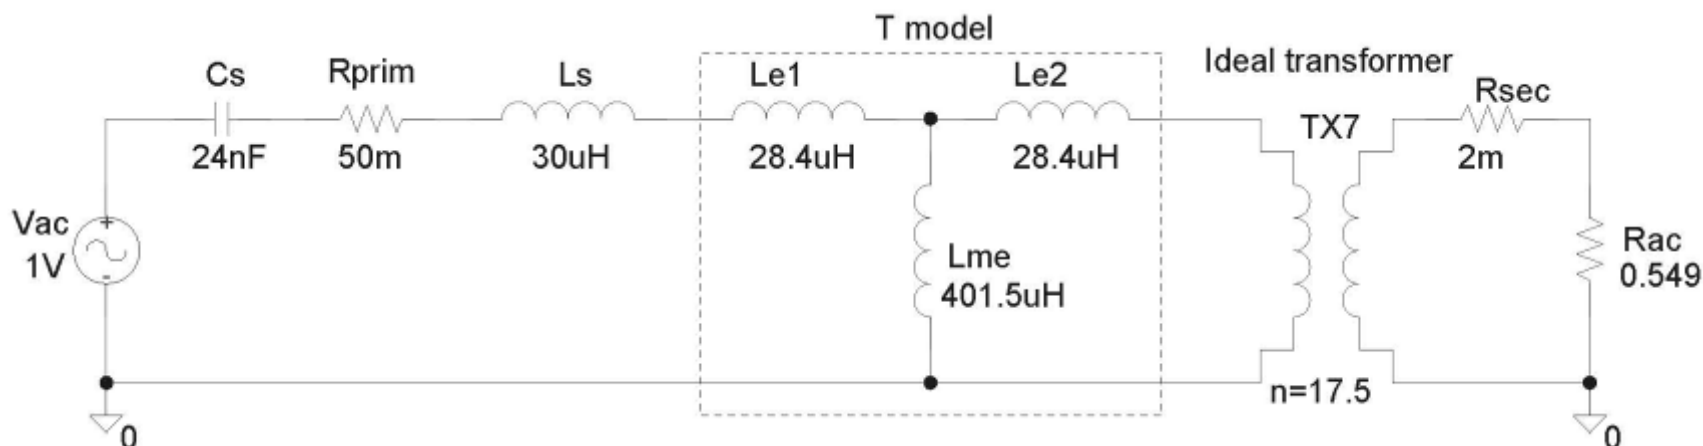 T model
Cs
Rprim
Ls
Le1
Le2
Ideal transformer
Rsec
24nF
50m
30uH
28.4uH
28.4uH
TX7
2m
Vac
1V
+
-
Lme
401.5uH
Rac
0.549
n=17.5
0
0